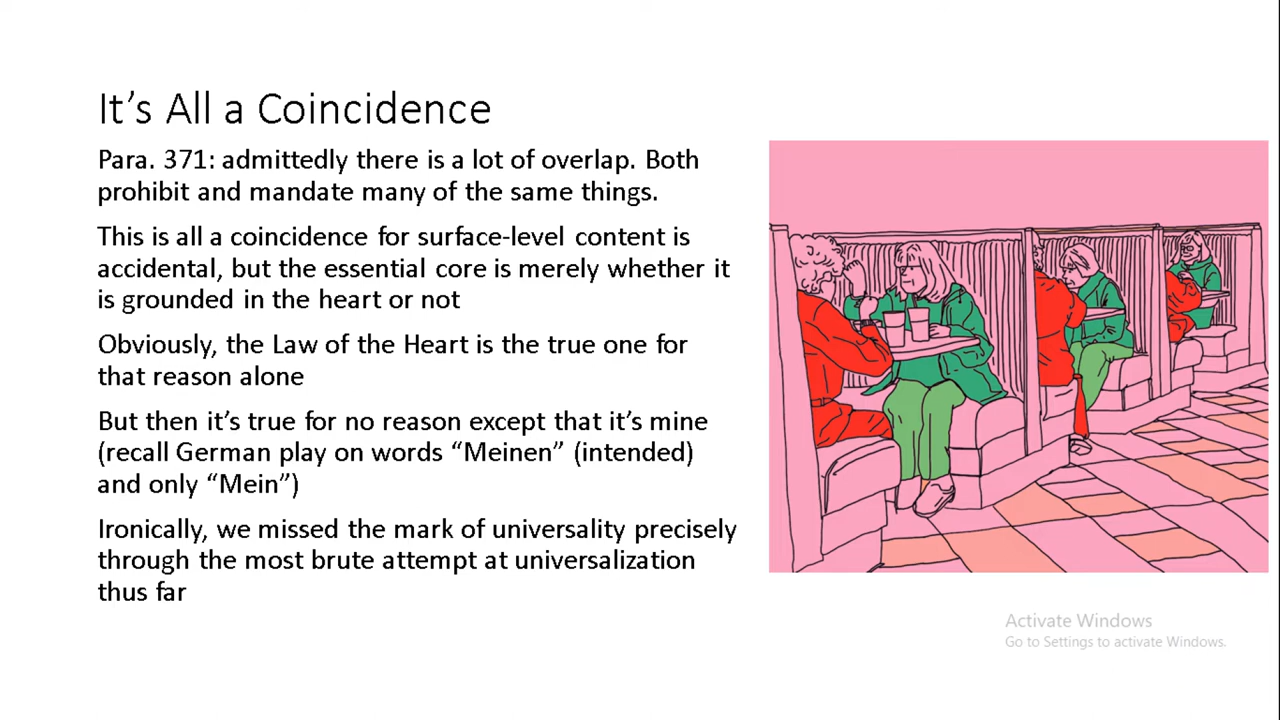 It’s All a Coincidence
Para. 371: admittedly there is a lot of overlap. Both
prohibit and mandate many of the same things.
This is all a coincidence for surface-level content is
accidental, but the essential core is merely whether it
is grounded in the heart or not
Obviously, the Law of the Heart is the true one for
that reason alone
But then it’s true for no reason except that it’s mine
(recall German play on words “Meinen” (intended)
and only “Mein”)
Ironically, we missed the mark of universality precisely
through the most brute attempt at universalization
thus far
Activate Windows
Go to Settings to activate Windows.